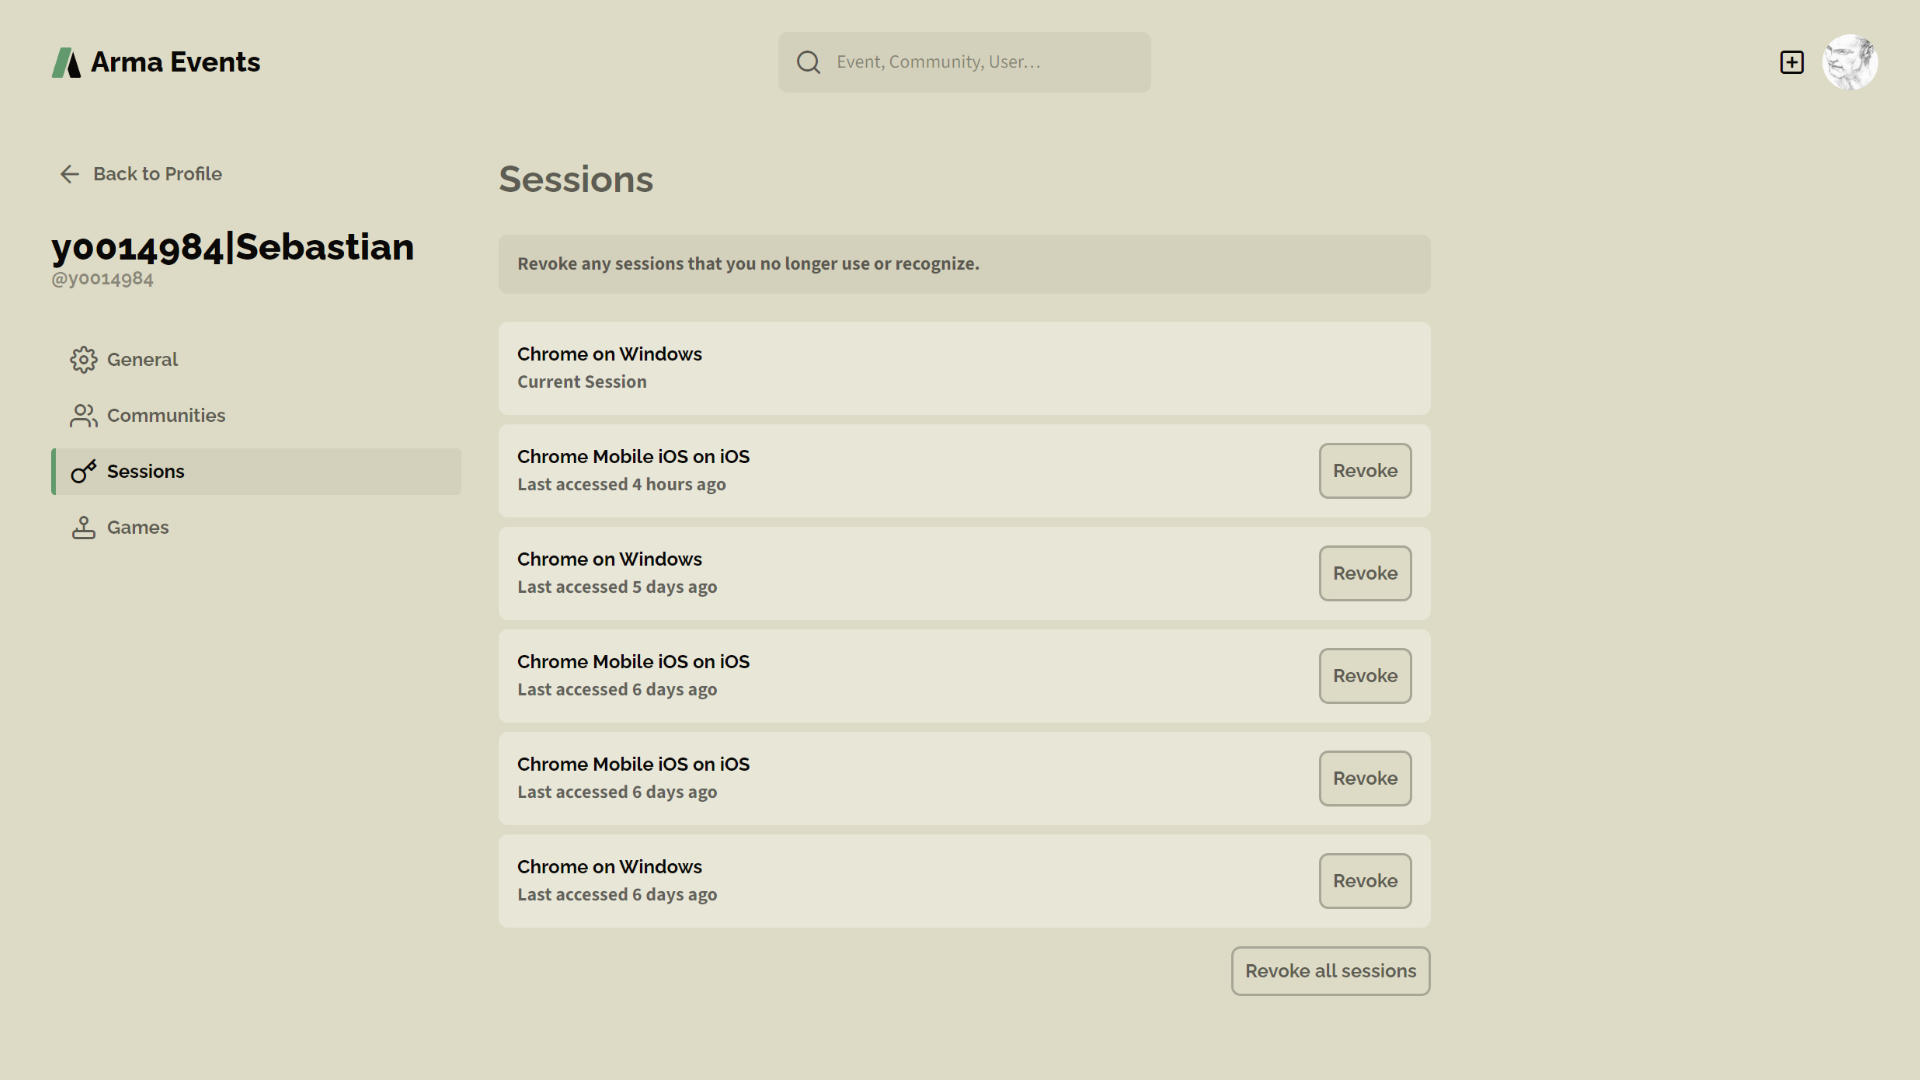 Arma Events
Event, Community, User...
Back to Profile
y0014984|Sebastian
@y0014984
General
Communities
Sessions
Games
Sessions
Revoke any sessions that you no longer use or recognize.
Chrome on Windows
Current Session
Chrome Mobile iOS on iOS
Last accessed 4 hours ago
Revoke
Chrome on Windows
Last accessed 5 days ago
Revoke
Chrome Mobile iOS on iOS
Last accessed 6 days ago
Revoke
Chrome Mobile iOS on iOS
Last accessed 6 days ago
Revoke
Chrome on Windows
Last accessed 6 days ago
Revoke
Revoke all sessions